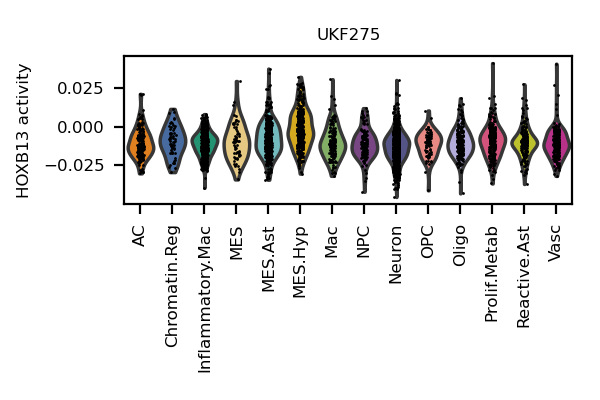 UKF275
HOXB13 activity
0.025
0.000
−0.025
AC
Chromatin.Reg
Inflammatory.Mac
MES
MES.Ast
MES.Hyp
Mac
NPC
Neuron
OPC
Oligo
Prolif.Metab
Reactive.Ast
Vasc